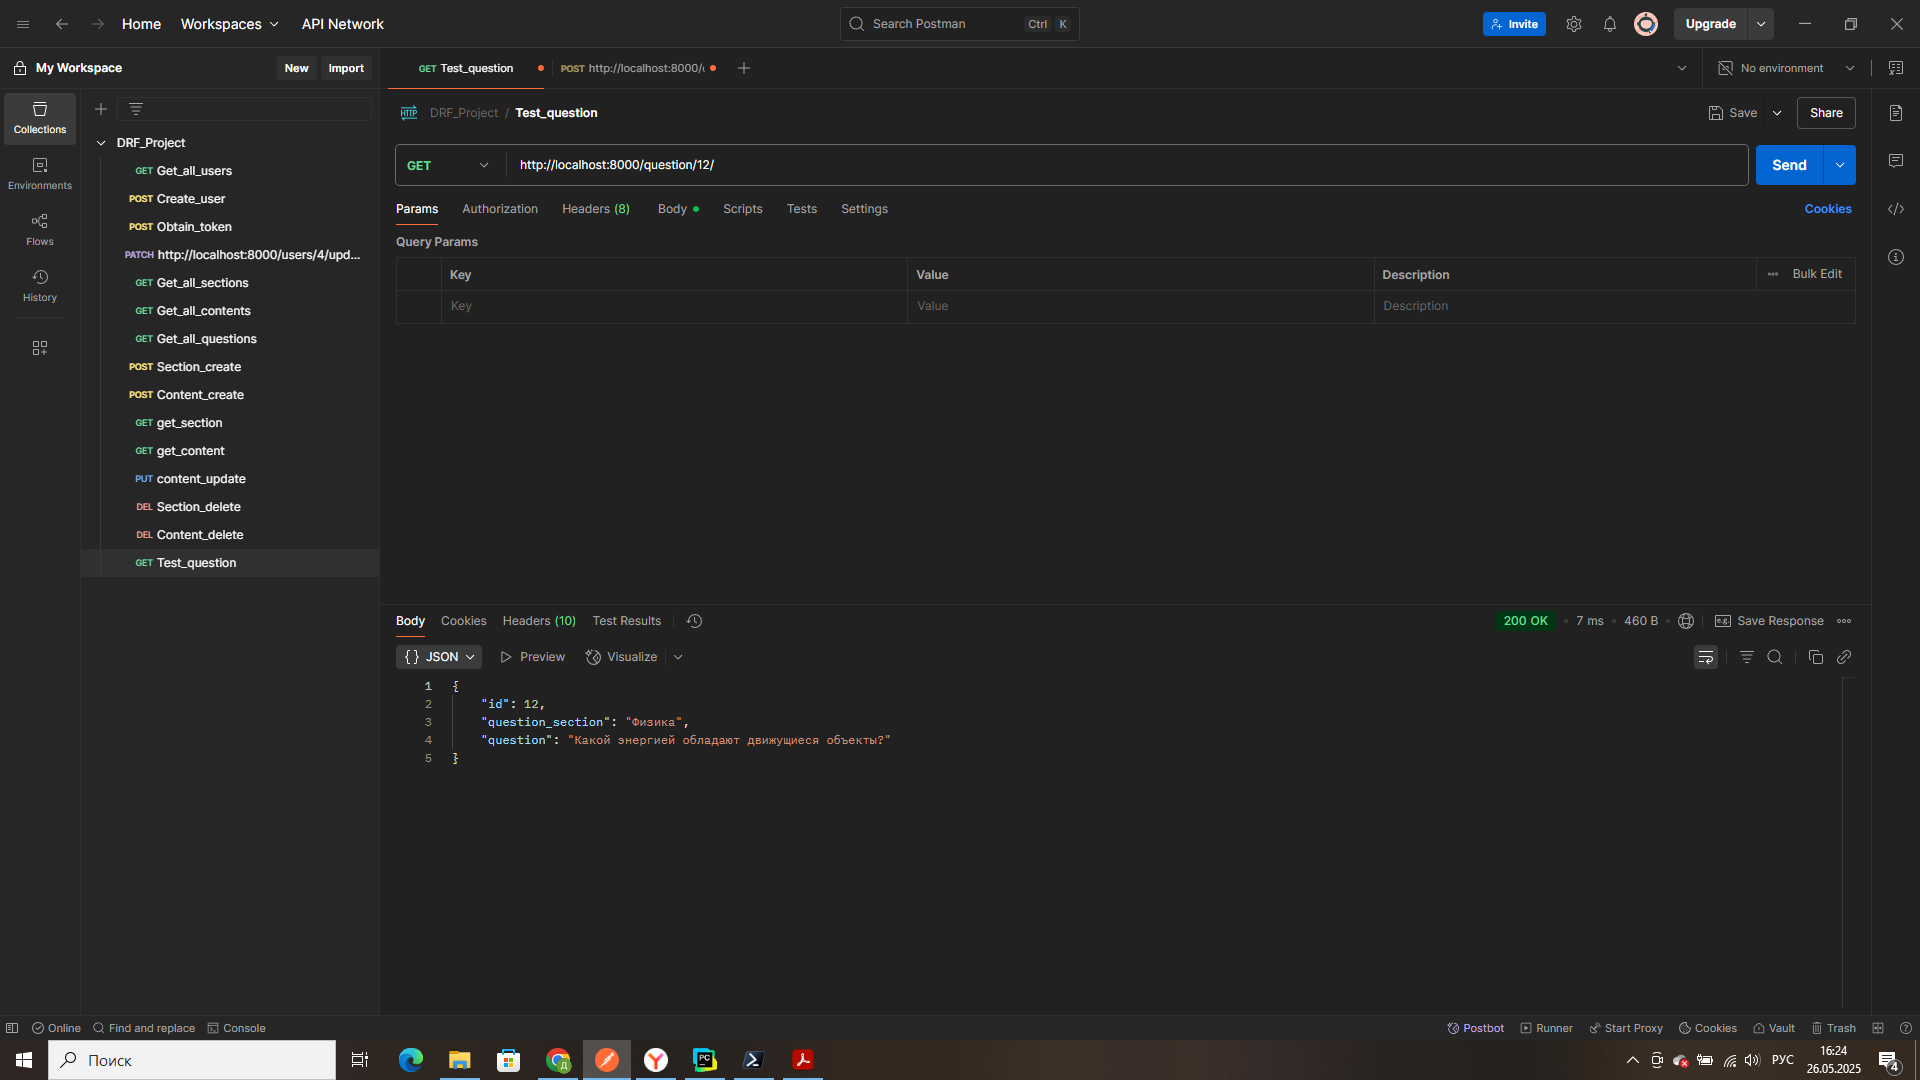 Home
Workspaces
API Network
Search Postman
Ctrl
K
Invite
Upgrade
My Workspace
New
Import
GET Test_question
POST http://localhost:8000/
No environment
Collections
Environments
Flows
History
DRF_Project
GET Get_all_users
POST Create_user
POST Obtain_token
PATCH http://localhost:8000/users/4/upd...
GET Get_all_sections
GET Get_all_contents
GET Get_all_questions
POST Section_create
POST Content_create
GET get_section
GET get_content
PUT content_update
DEL Section_delete
DEL Content_delete
GET Test_question
HTTP
DRF_Project / Test_question
Save
Share
GET
http://localhost:8000/question/12/
Send
Params
Authorization
Headers (8)
Body
Scripts
Tests
Settings
Cookies
Query Params
Key
Value
Description
Bulk Edit
Key
Value
Description
Body
Cookies
Headers (10)
Test Results
200 OK
7 ms
460 B
e.g.
Save Response
{} JSON
Preview
Visualize
1 {
2 "id": 12,
3 "question_section": "Физика",
4 "question": "Какой энергией обладают движущиеся объекты?"
5 }
Online
Find and replace
Console
Postbot
Runner
Start Proxy
Cookies
Vault
Trash
Поиск
Д
PC
РУС
16:24
26.05.2025
4